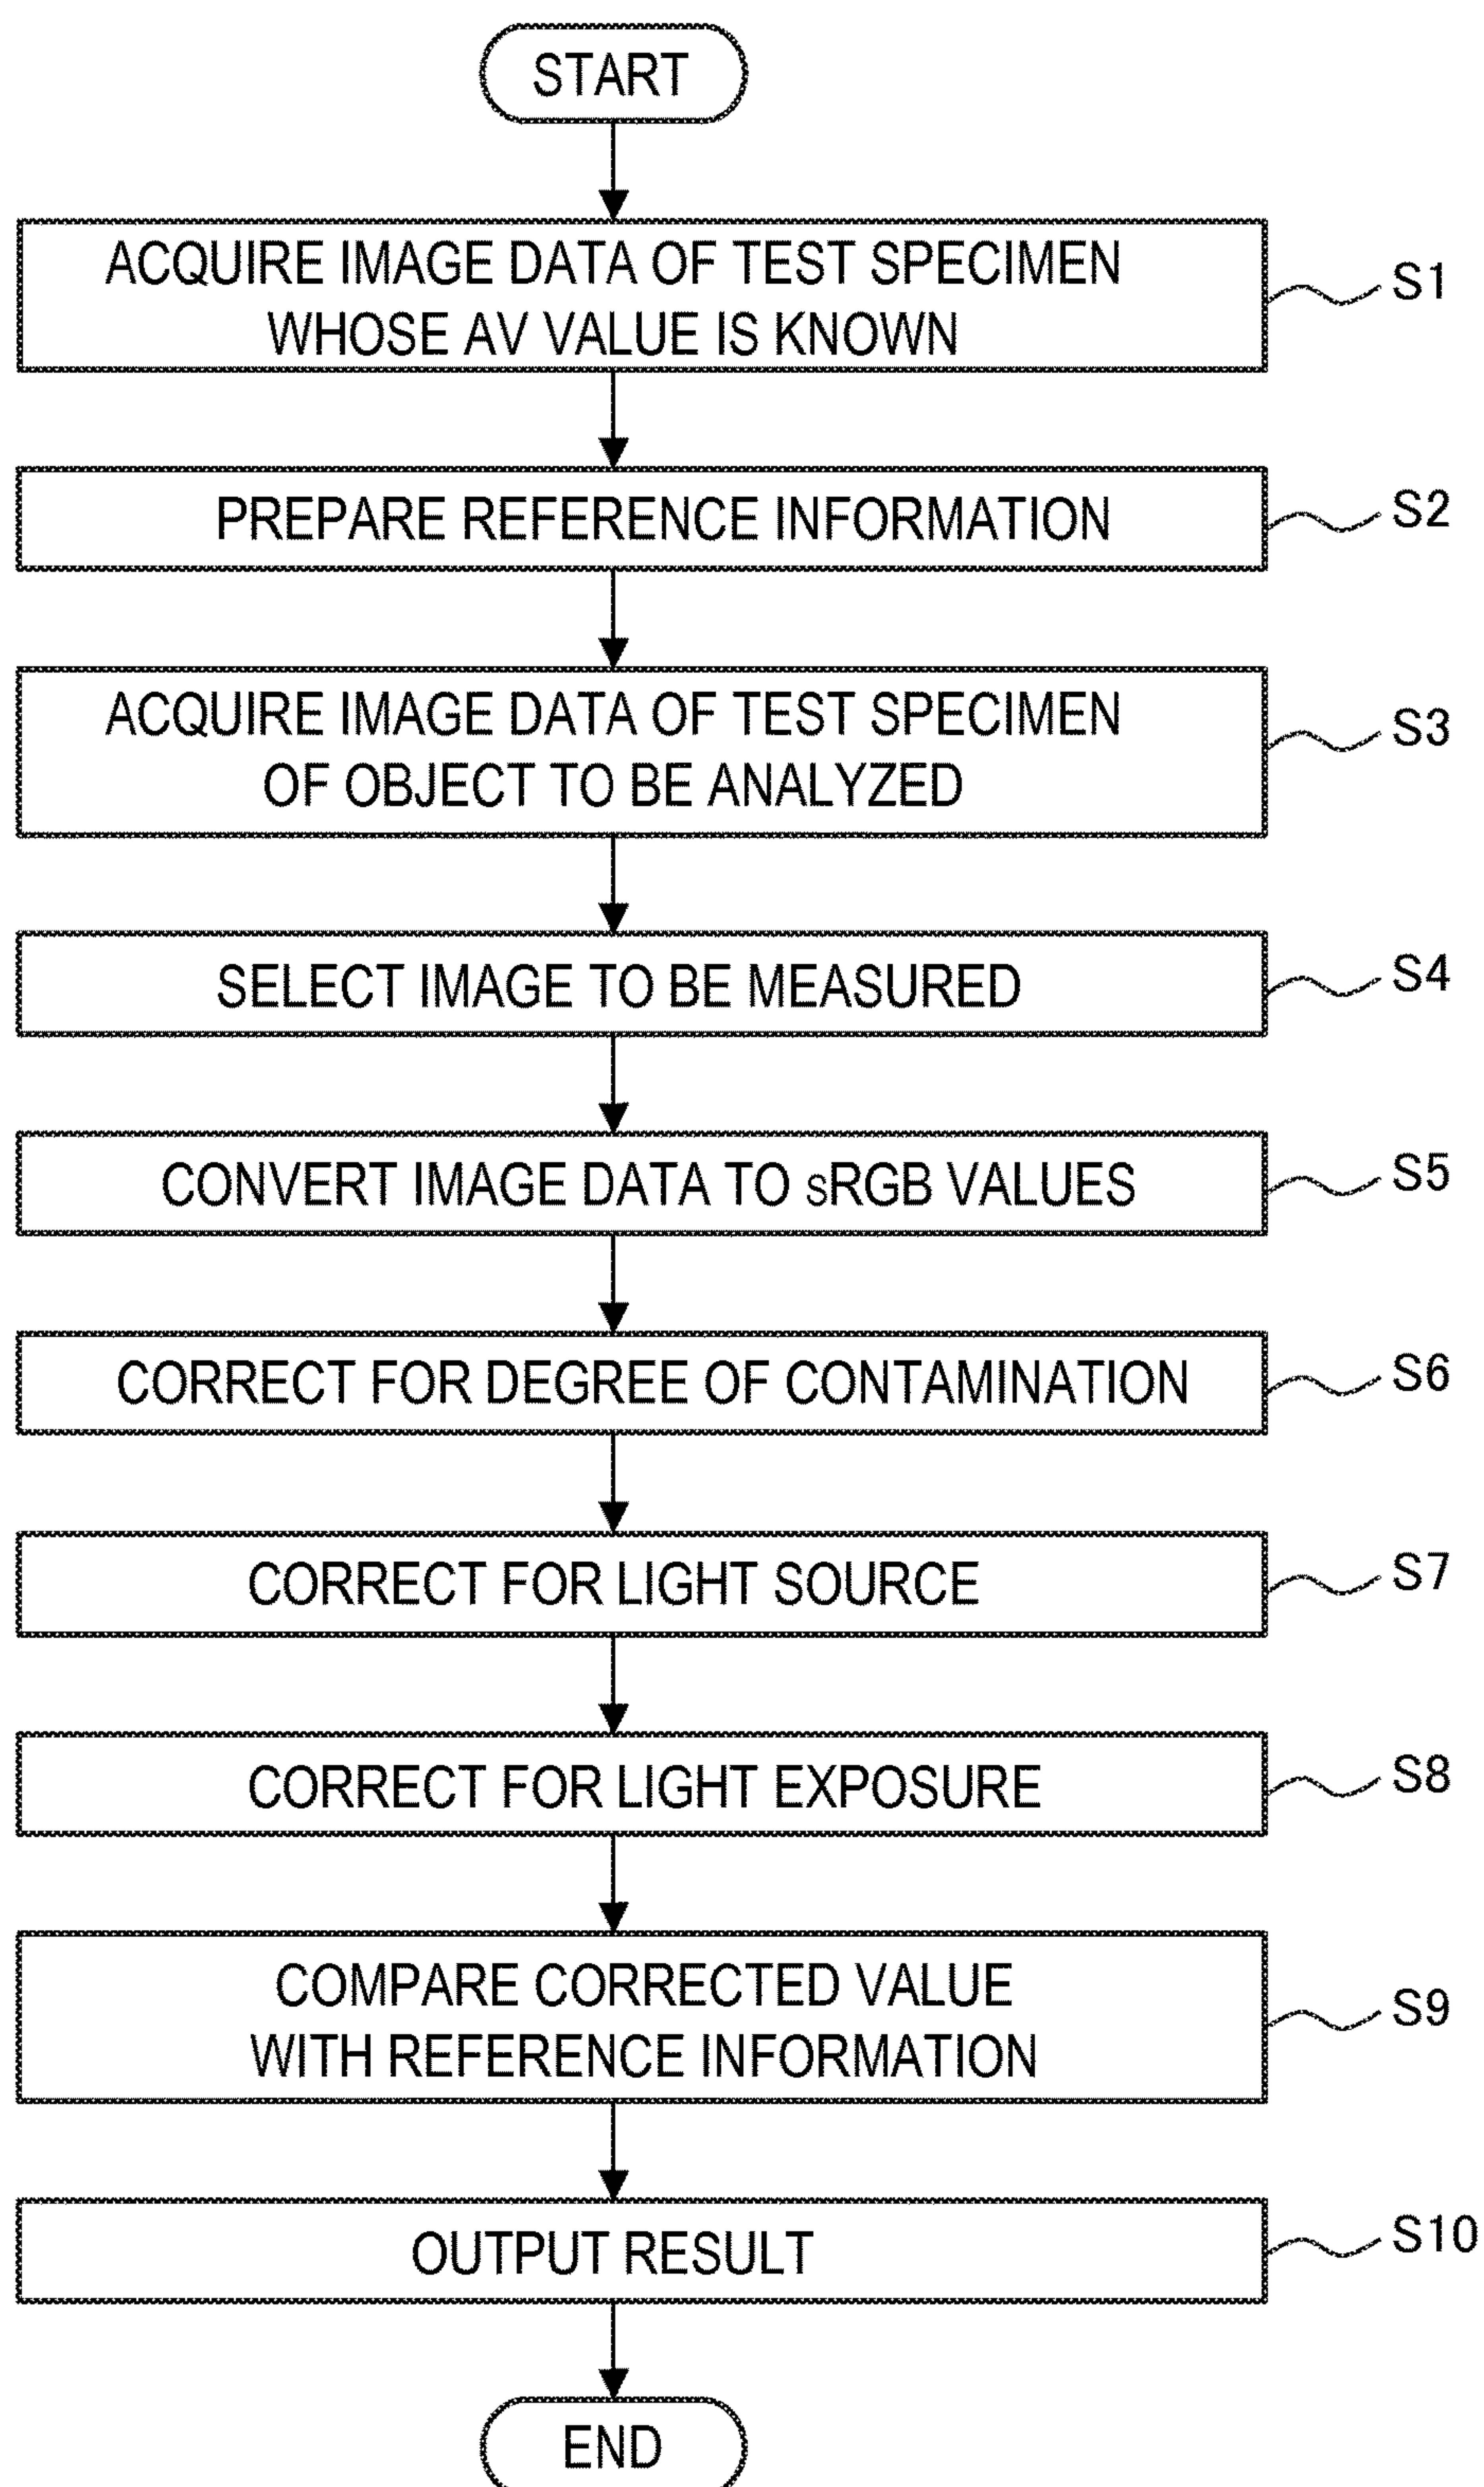 START
ACQUIRE IMAGE DATA OF TEST SPECIMEN
WHOSE AV VALUE IS KNOWN
S1
PREPARE REFERENCE INFORMATION
S2
ACQUIRE IMAGE DATA OF TEST SPECIMEN
OF OBJECT TO BE ANALYZED
S3
SELECT IMAGE TO BE MEASURED
S4
CONVERT IMAGE DATA TO sRGB VALUES
S5
CORRECT FOR DEGREE OF CONTAMINATION
S6
CORRECT FOR LIGHT SOURCE
S7
CORRECT FOR LIGHT EXPOSURE
S8
COMPARE CORRECTED VALUE
WITH REFERENCE INFORMATION
S9
OUTPUT RESULT
S10
END